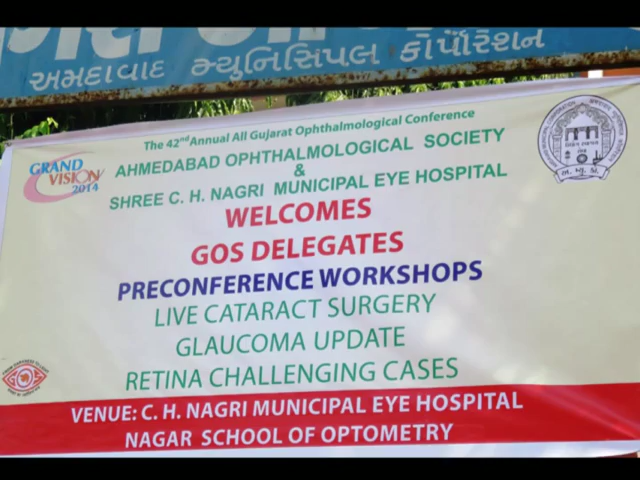 અમદાવાદ મ્યુનિસિપલ કોર્પોરેશન
The 42nd Annual All Gujarat Ophthalmological Conference
GRAND
VISION
2014
AHMEDABAD OPHTHALMOLOGICAL SOCIETY
&
SHREE C. H. NAGRI MUNICIPAL EYE HOSPITAL
WELCOMES
GOS DELEGATES
PRECONFERENCE WORKSHOPS
LIVE CATARACT SURGERY
GLAUCOMA UPDATE
RETINA CHALLENGING CASES
VENUE: C. H. NAGRI MUNICIPAL EYE HOSPITAL
NAGAR SCHOOL OF OPTOMETRY